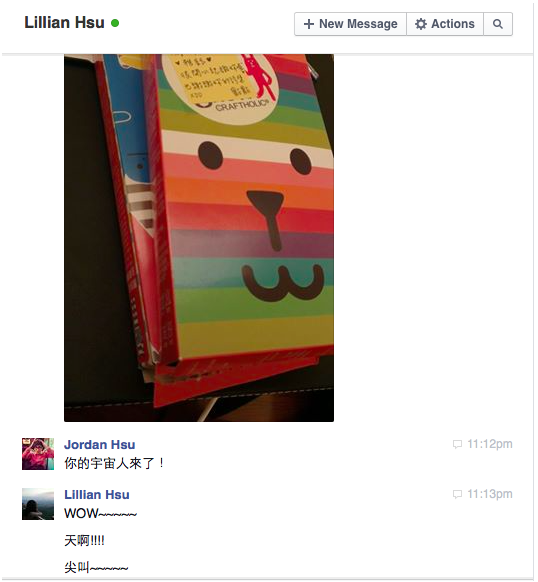 Lillian Hsu
New Message
Actions
CRAFTHOLIC
Jordan Hsu
11:12pm
你的宇宙人來了！
Lillian Hsu
11:13pm
WOW~~~~~
天啊!!!!
尖叫~~~~~